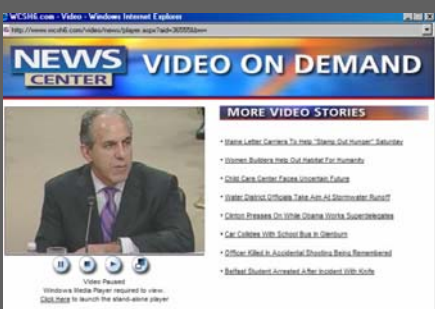 WCSH6.com - Video - Windows Internet Explorer
NEWS
CENTER
VIDEO ON DEMAND
MORE VIDEO STORIES
• Maine Letter Carriers To Help "Stamp Out Hunger" Saturday
• Women Builders Help Out Habitat For Humanity
• Child Care Center Faces Uncertain Future
• Water District Officials Take Aim At Stormwater Runoff
• Clinton Presses On While Obama Works Superdelegates
• Car Collides With School Bus In Glenburn
• Officer Killed In Accidental Shooting Being Remembered
• Belfast Student Arrested After Incident With Knife
Video Paused
Windows Media Player required to view.
Click Here to launch the stand-alone player